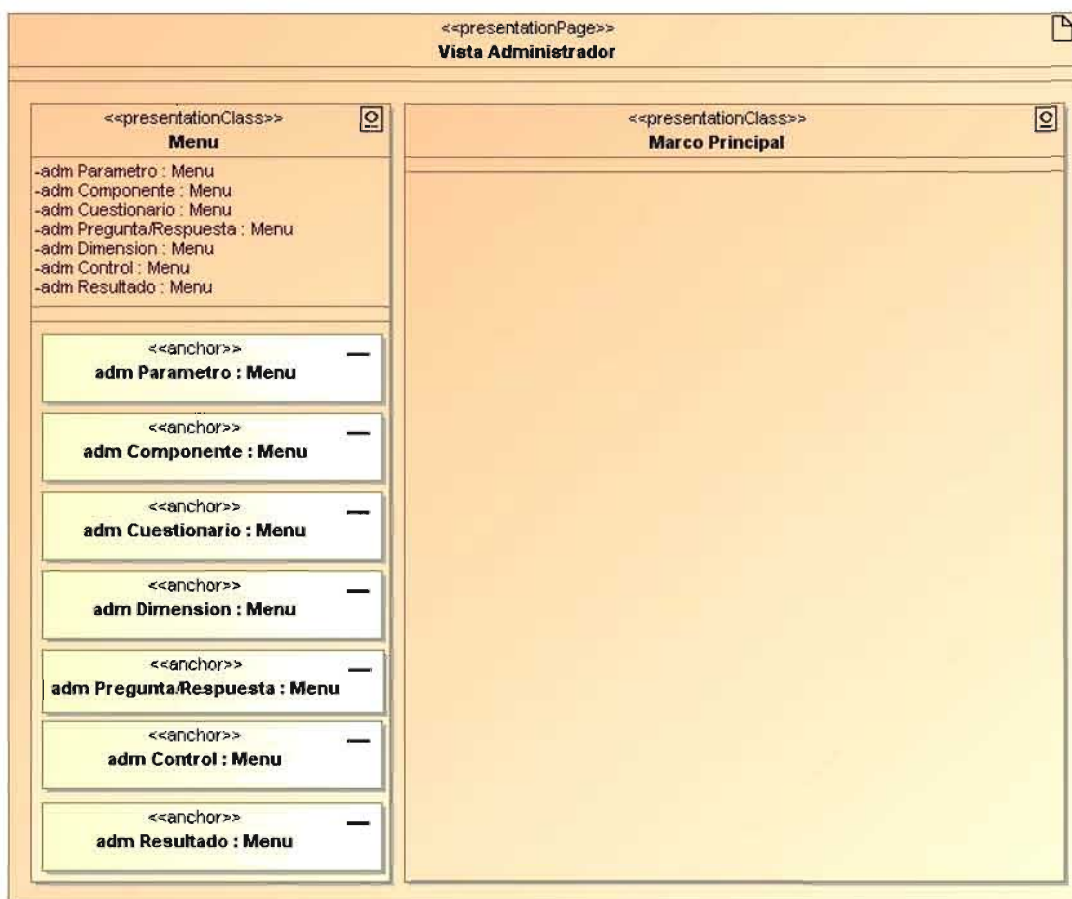 <<presentationPage>>
Vista Administrador
<<presentationClass>>
Menu
-adm Parametro : Menu
-adm Componente : Menu
-adm Cuestionario : Menu
-adm Pregunta/Respuesta : Menu
-adm Dimension : Menu
-adm Control : Menu
-adm Resultado : Menu
<<anchor>>
adm Parametro : Menu
<<anchor>>
adm Componente : Menu
<<anchor>>
adm Cuestionario : Menu
<<anchor>>
adm Dimension : Menu
<<anchor>>
adm Pregunta/Respuesta : Menu
<<anchor>>
adm Control : Menu
<<anchor>>
adm Resultado : Menu
<<presentationClass>>
Marco Principal